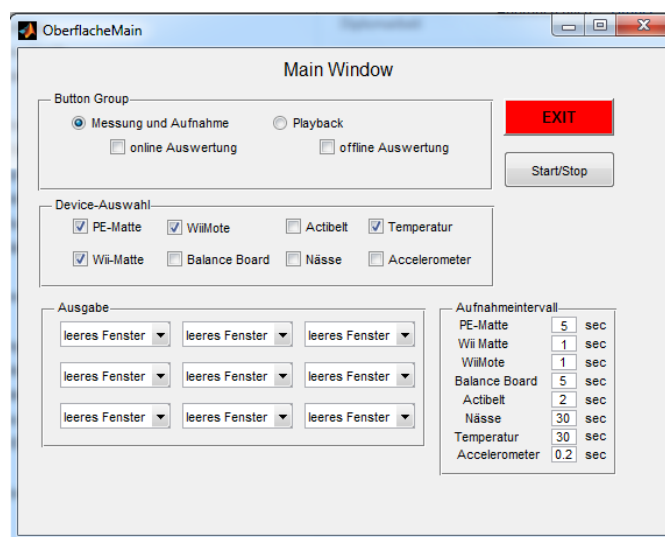 OberflacheMain
Main Window
Button Group
Messung und Aufnahme
Playback
EXIT
online Auswertung
offline Auswertung
Start/Stop
Device-Auswahl
PE-Matte
WiiMote
Actibelt
Temperatur
Wii-Matte
Balance Board
Nässe
Accelerometer
Ausgabe
leeres Fenster
leeres Fenster
leeres Fenster
leeres Fenster
leeres Fenster
leeres Fenster
leeres Fenster
leeres Fenster
leeres Fenster
Aufnahmeintervall
PE-Matte 5 sec
Wii Matte 1 sec
WiiMote 1 sec
Balance Board 5 sec
Actibelt 2 sec
Nässe 30 sec
Temperatur 30 sec
Accelerometer 0.2 sec